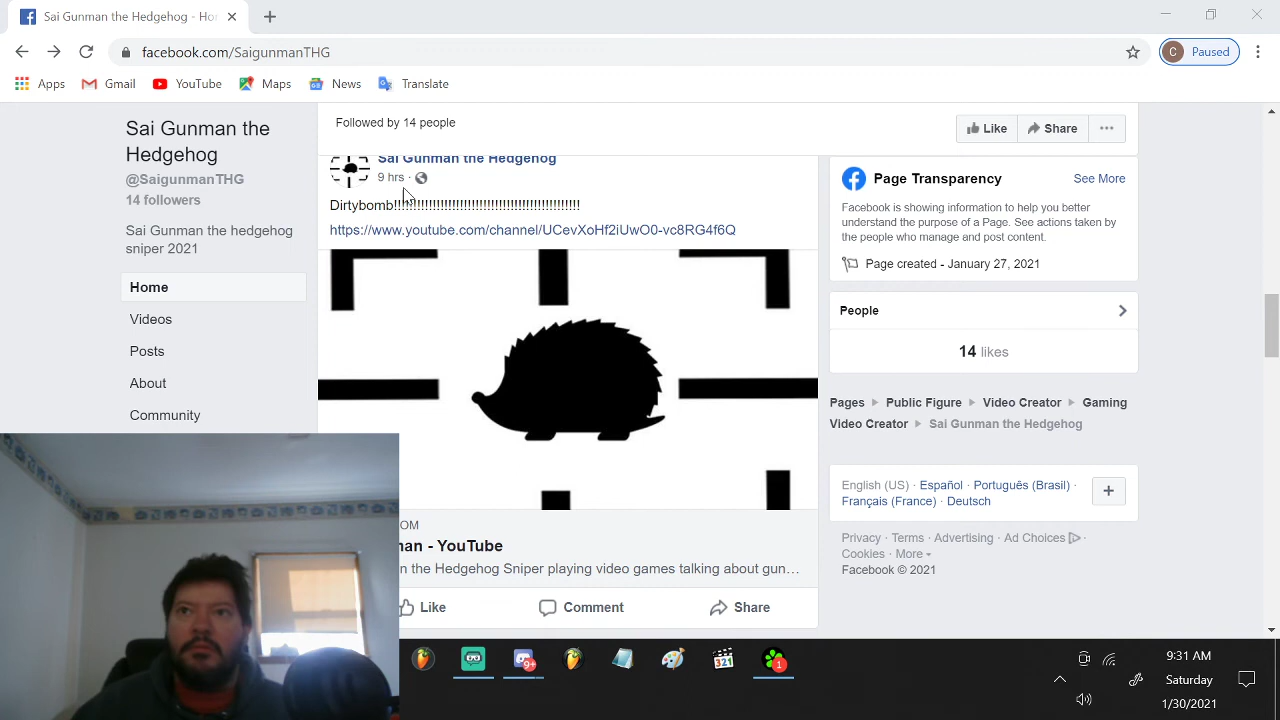 Sai Gunman the Hedgehog - Ho
facebook.com/SaigunmanTHG
C Paused
Apps Gmail YouTube Maps News Translate
Sai Gunman the
Hedgehog
@SaigunmanTHG
14 followers
Sai Gunman the hedgehog
sniper 2021
Home
Videos
Posts
About
Community
Followed by 14 people
Like Share
Sai Gunman the Hedgehog
9 hrs ·
Dirtybomb!!!!!!!!!!!!!!!!!!!!!!!!!!!!!!!!!!!!!!!!!!!!!!!!
https://www.youtube.com/channel/UCevXoHf2iUwO0-vc8RG4f6Q
OM
man - YouTube
n the Hedgehog Sniper playing video games talking about gun…
Like Comment Share
Page Transparency See More
Facebook is showing information to help you better
understand the purpose of a Page. See actions taken by
the people who manage and post content.
Page created - January 27, 2021
People
14 likes
Pages Public Figure Video Creator Gaming
Video Creator Sai Gunman the Hedgehog
English (US) · Español · Português (Brasil) ·
Français (France) · Deutsch
Privacy · Terms · Advertising · Ad Choices ·
Cookies · More
Facebook © 2021
321
9+
1
9:31 AM
Saturday
1/30/2021